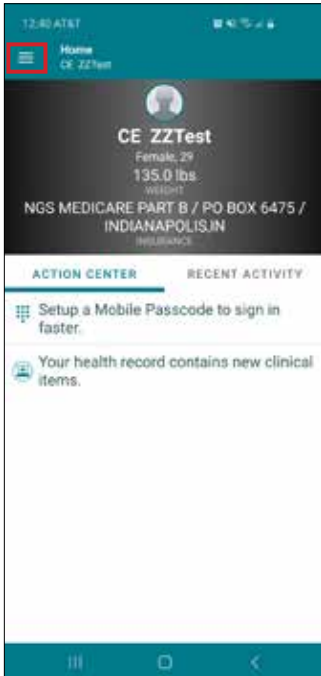 12:40 AT&T
Home
CE ZZTest
CE ZZTest
Female, 29
135.0 lbs
WEIGHT
NGS MEDICARE PART B / PO BOX 6475 /
INDIANAPOLIS,IN
INSURANCE
ACTION CENTER RECENT ACTIVITY
Setup a Mobile Passcode to sign in
faster.
Your health record contains new clinical
items.